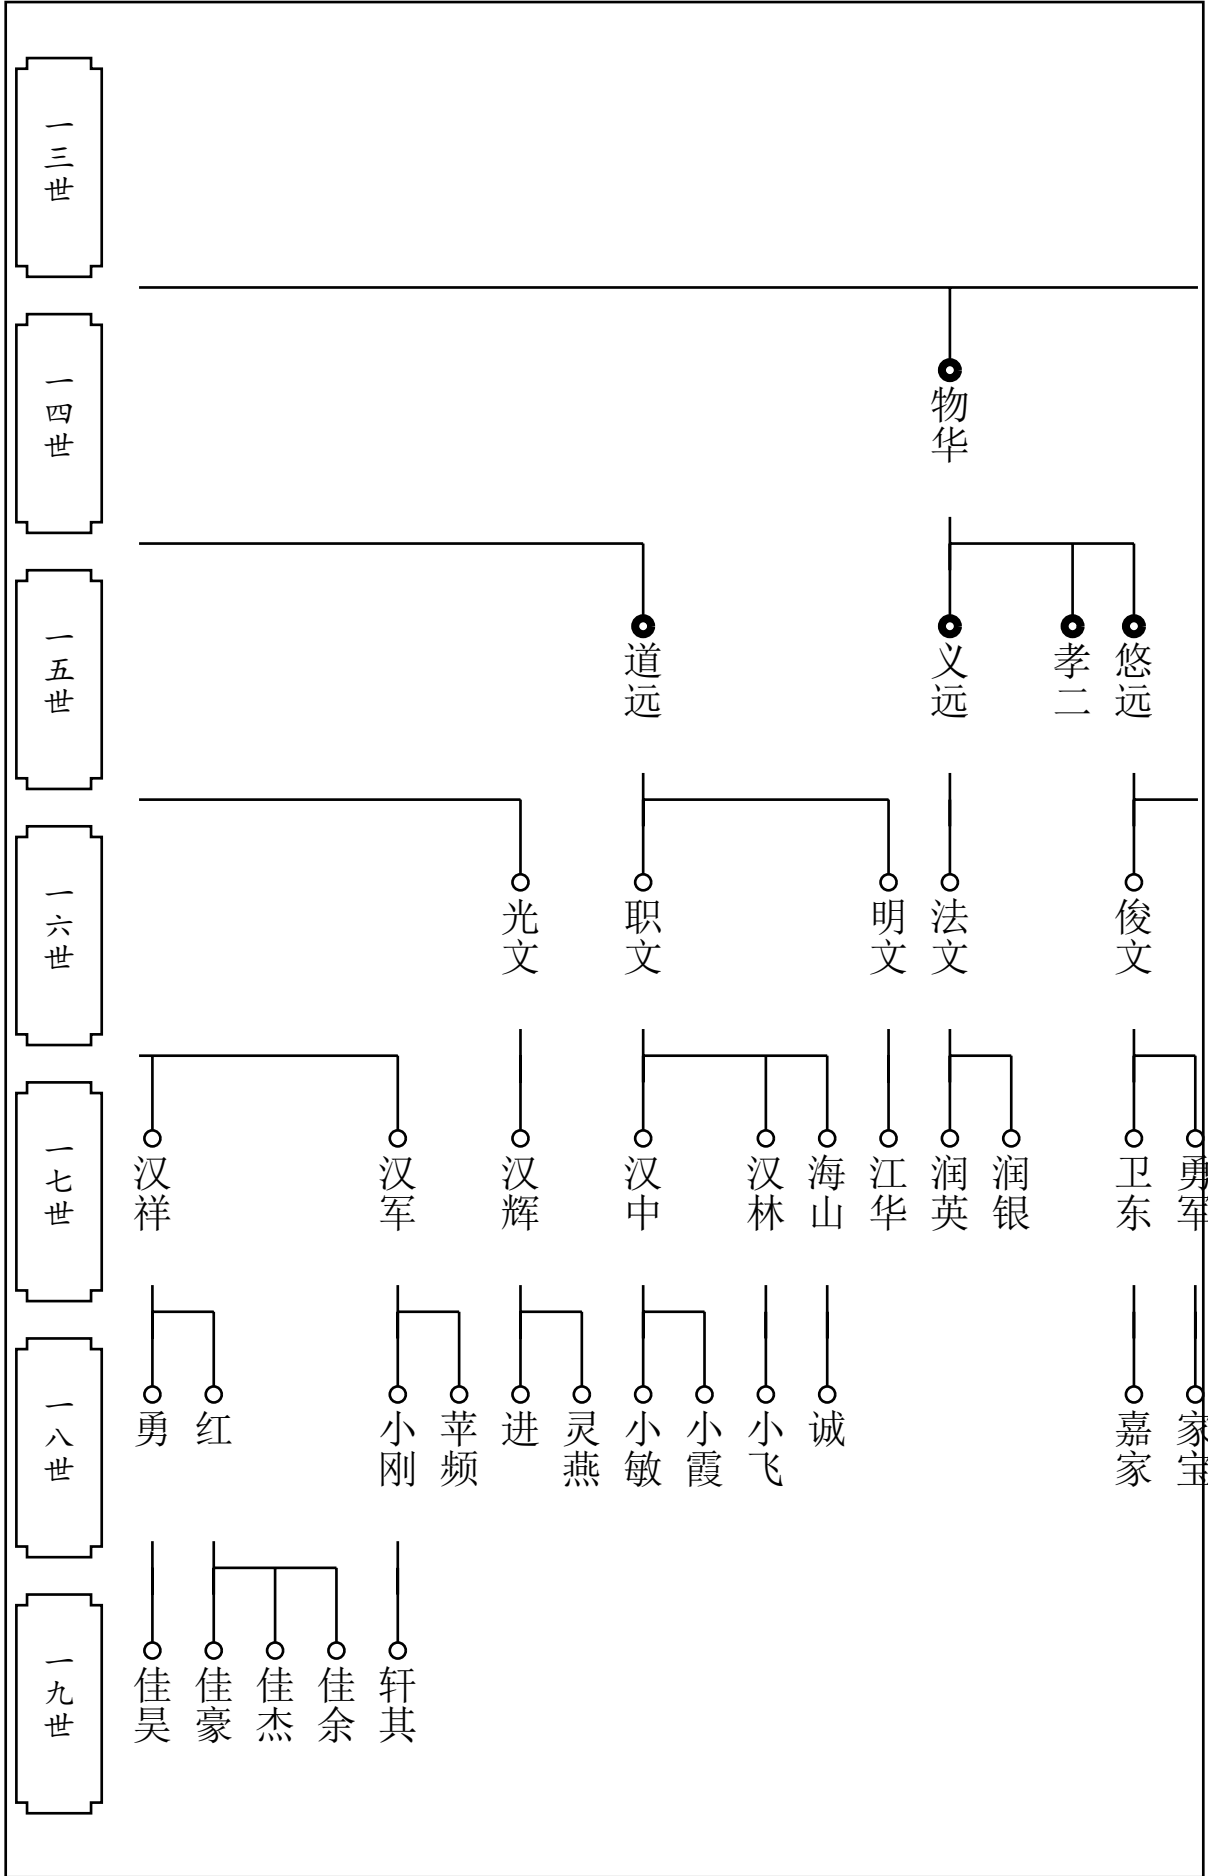 一三世
一四世
物华
一五世
道远
义远
孝二
悠远
一六世
光文
职文
明文
法文
俊文
一七世
汉祥
汉军
汉辉
汉中
汉林
海山
江华
润英
润银
卫东
勇军
一八世
勇
红
小刚
苹频
进
灵燕
小敏
小霞
小飞
诚
嘉家
家宝
一九世
佳昊
佳豪
佳杰
佳余
轩其